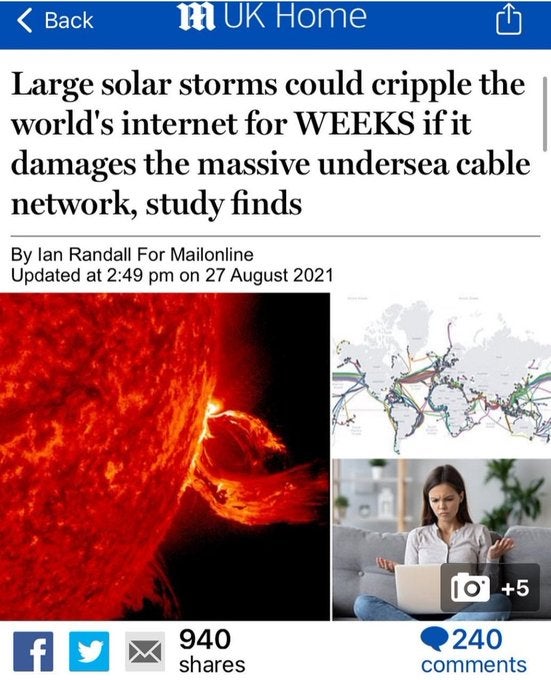 Back
m UK Home
Large solar storms could cripple the
world's internet for WEEKS if it
damages the massive undersea cable
network, study finds
By Ian Randall For Mailonline
Updated at 2:49 pm on 27 August 2021
+5
f
940
shares
240
comments